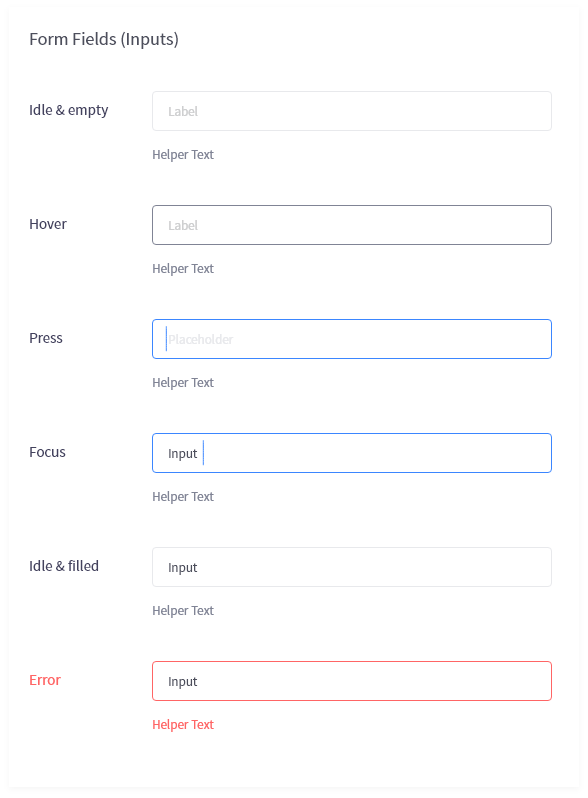 Form Fields (Inputs)
Idle & empty
Label
Helper Text
Hover
Label
Helper Text
Press
Placeholder
Helper Text
Focus
Input
Helper Text
Idle & filled
Input
Helper Text
Error
Input
Helper Text